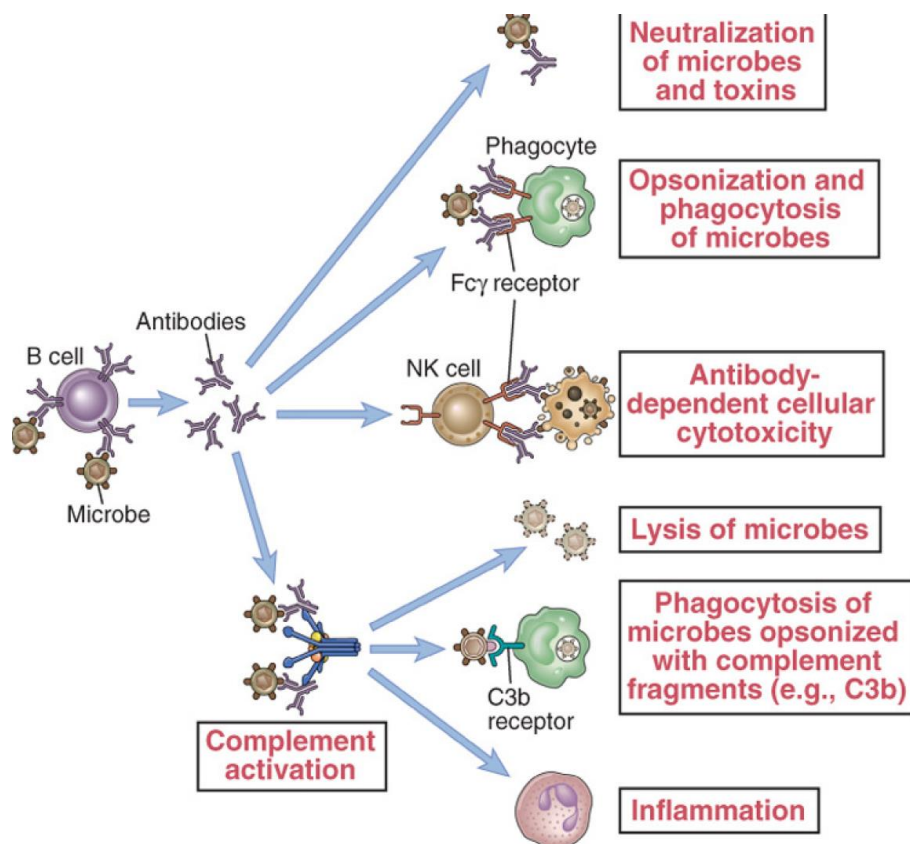 Neutralization
of microbes
and toxins
Phagocyte
Opsonization and
phagocytosis
of microbes
Fcγ receptor
Antibodies
B cell
NK cell
Antibody-
dependent cellular
cytotoxicity
Microbe
Lysis of microbes
Phagocytosis of
microbes opsonized
with complement
fragments (e.g., C3b)
C3b
receptor
Complement
activation
Inflammation